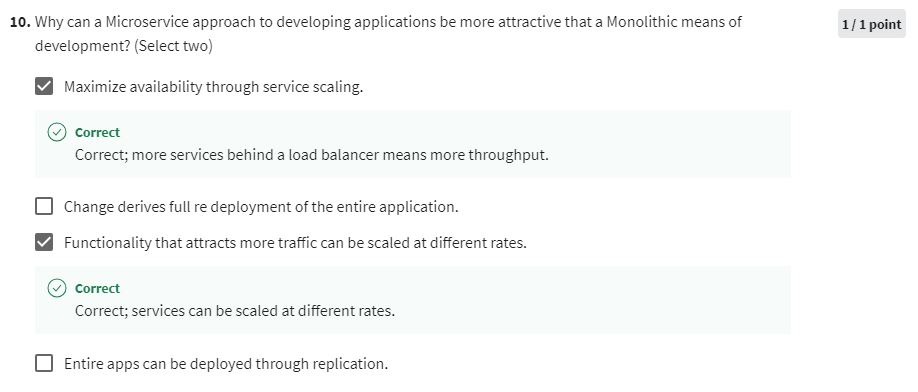 10. Why can a Microservice approach to developing applications be more attractive that a Monolithic means of
development? (Select two)
1 / 1 point
Maximize availability through service scaling.
Correct
Correct; more services behind a load balancer means more throughput.
Change derives full re deployment of the entire application.
Functionality that attracts more traffic can be scaled at different rates.
Correct
Correct; services can be scaled at different rates.
Entire apps can be deployed through replication.